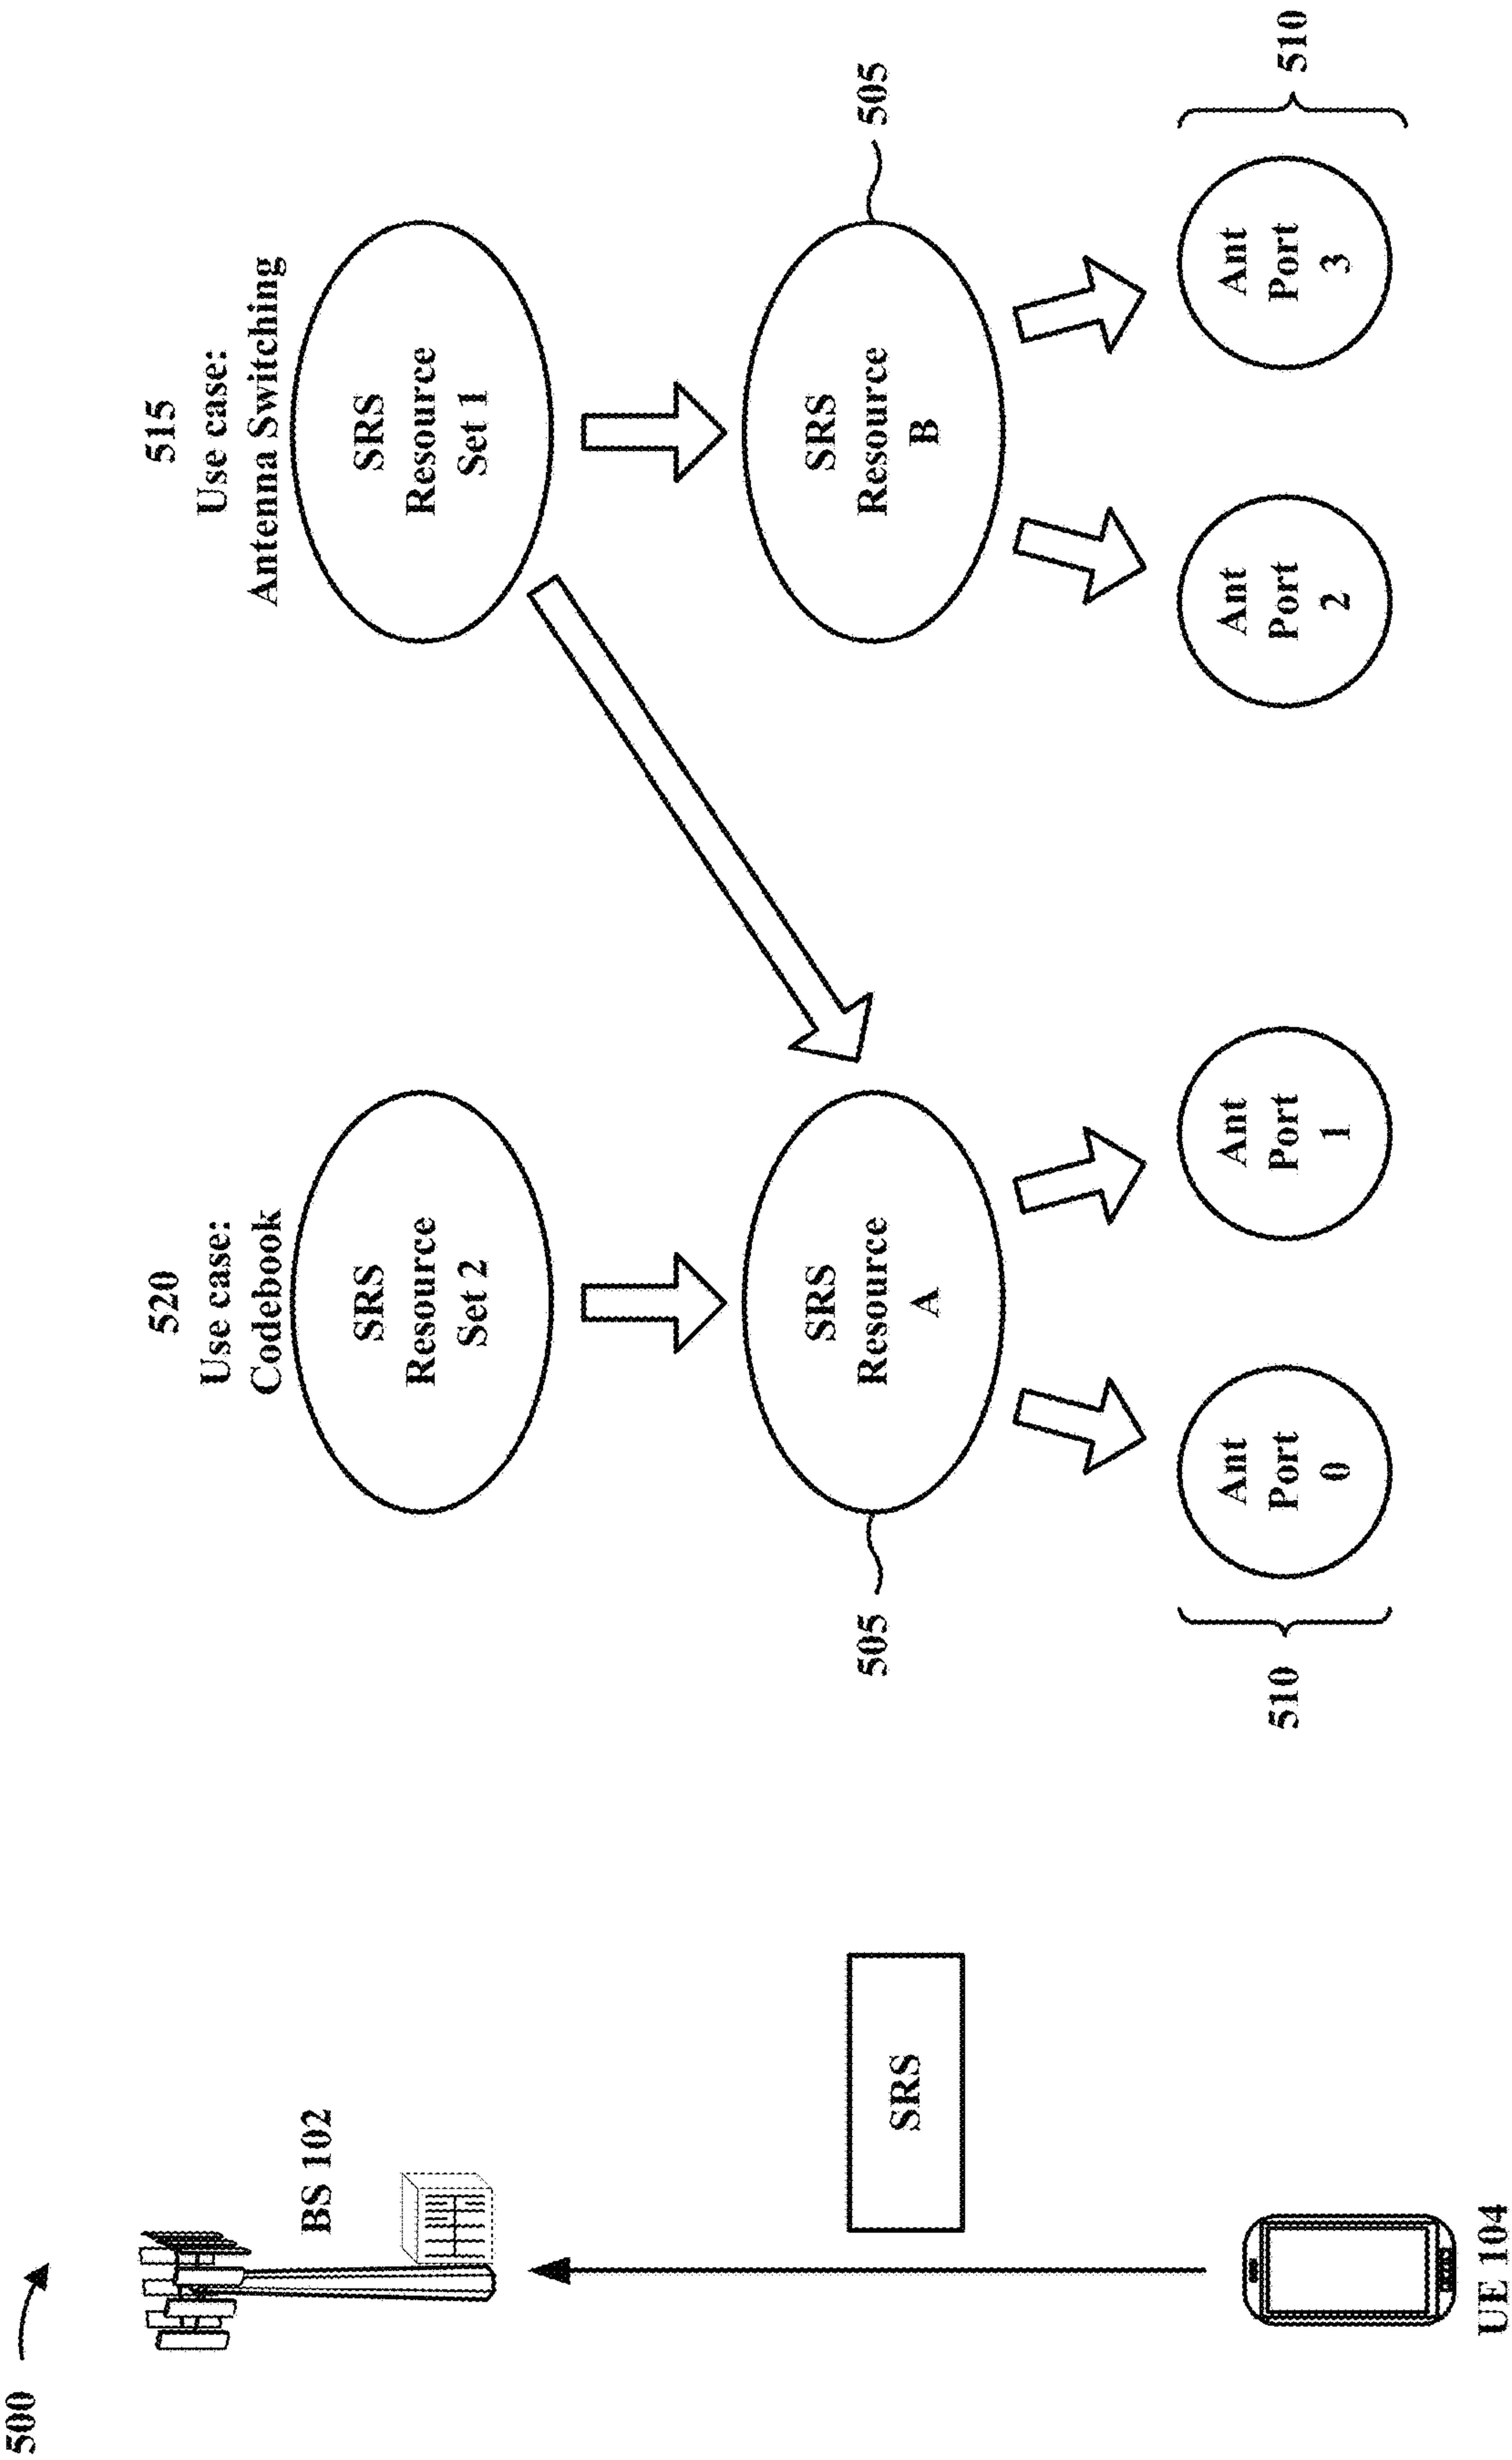 500
BS 102
SRS
UE 104
520
Use case:
Codebook
SRS
Resource
Set 2
505
SRS
Resource
A
510
Ant
Port
0
Ant
Port
1
515
Use case:
Antenna Switching
SRS
Resource
Set 1
505
SRS
Resource
B
Ant
Port
2
Ant
Port
3
510